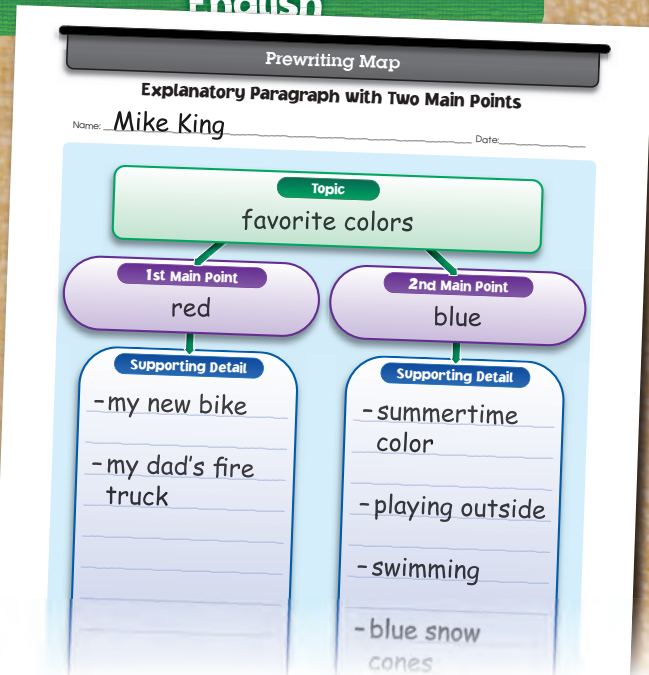 English
Prewriting Map
Explanatory Paragraph with Two Main Points
Name: Mike King Date:
Topic
favorite colors
1st Main Point
red
2nd Main Point
blue
Supporting Detail
-my new bike
-my dad's fire
truck
Supporting Detail
-summertime
color
-playing outside
-swimming
-blue snow
cones